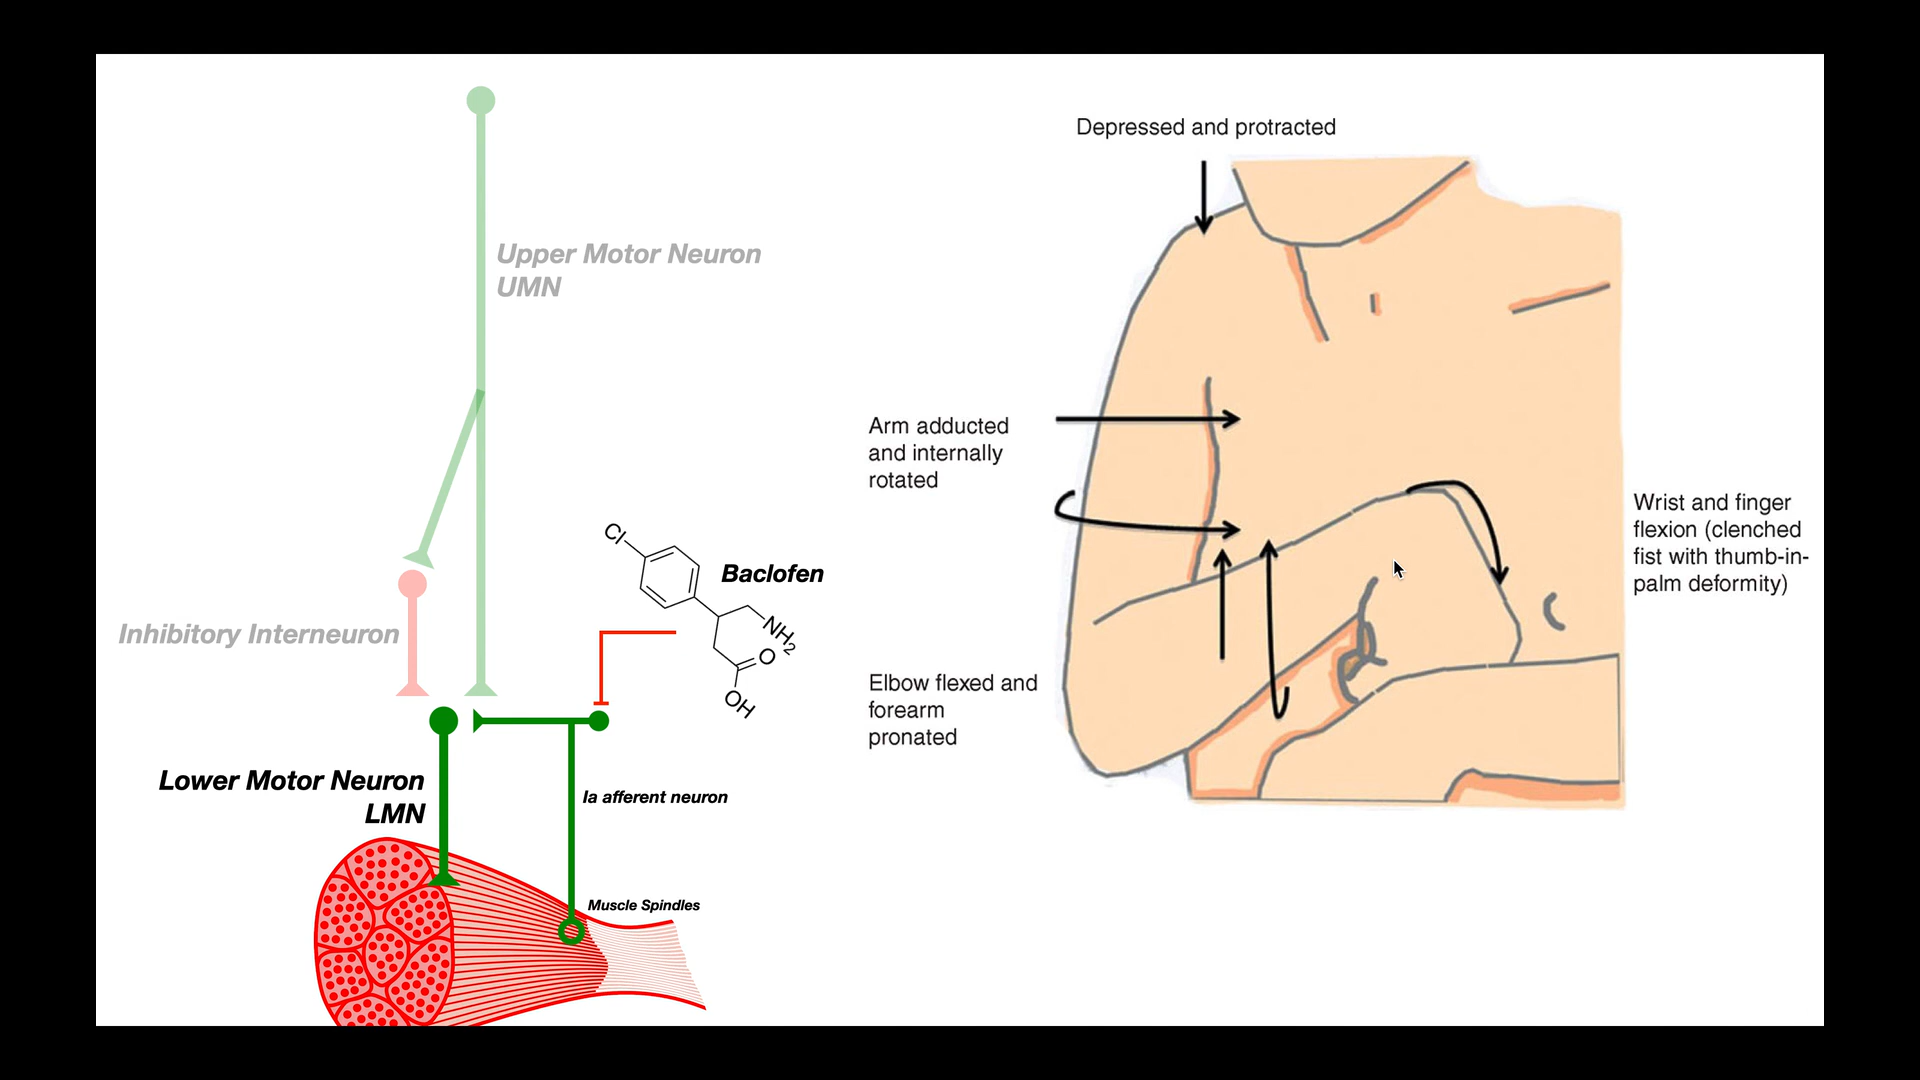 Upper Motor Neuron
UMN
Inhibitory Interneuron
Lower Motor Neuron
LMN
Cl
Baclofen
NH2
O
OH
Ia afferent neuron
Muscle Spindles
Depressed and protracted
Arm adducted
and internally
rotated
Elbow flexed and
forearm
pronated
Wrist and finger
flexion (clenched
fist with thumb-in-
palm deformity)